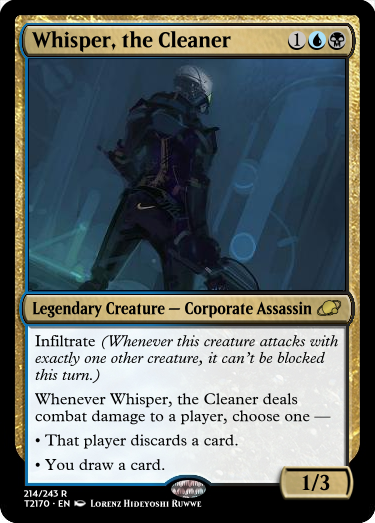 Whisper, the Cleaner
1
Legendary Creature — Corporate Assassin
Infiltrate (Whenever this creature attacks with
exactly one other creature, it can't be blocked
this turn.)
Whenever Whisper, the Cleaner deals
combat damage to a player, choose one —
• That player discards a card.
• You draw a card.
1/3
214/243 R
T2170 • EN Lorenz Hideyoshi Ruwwe